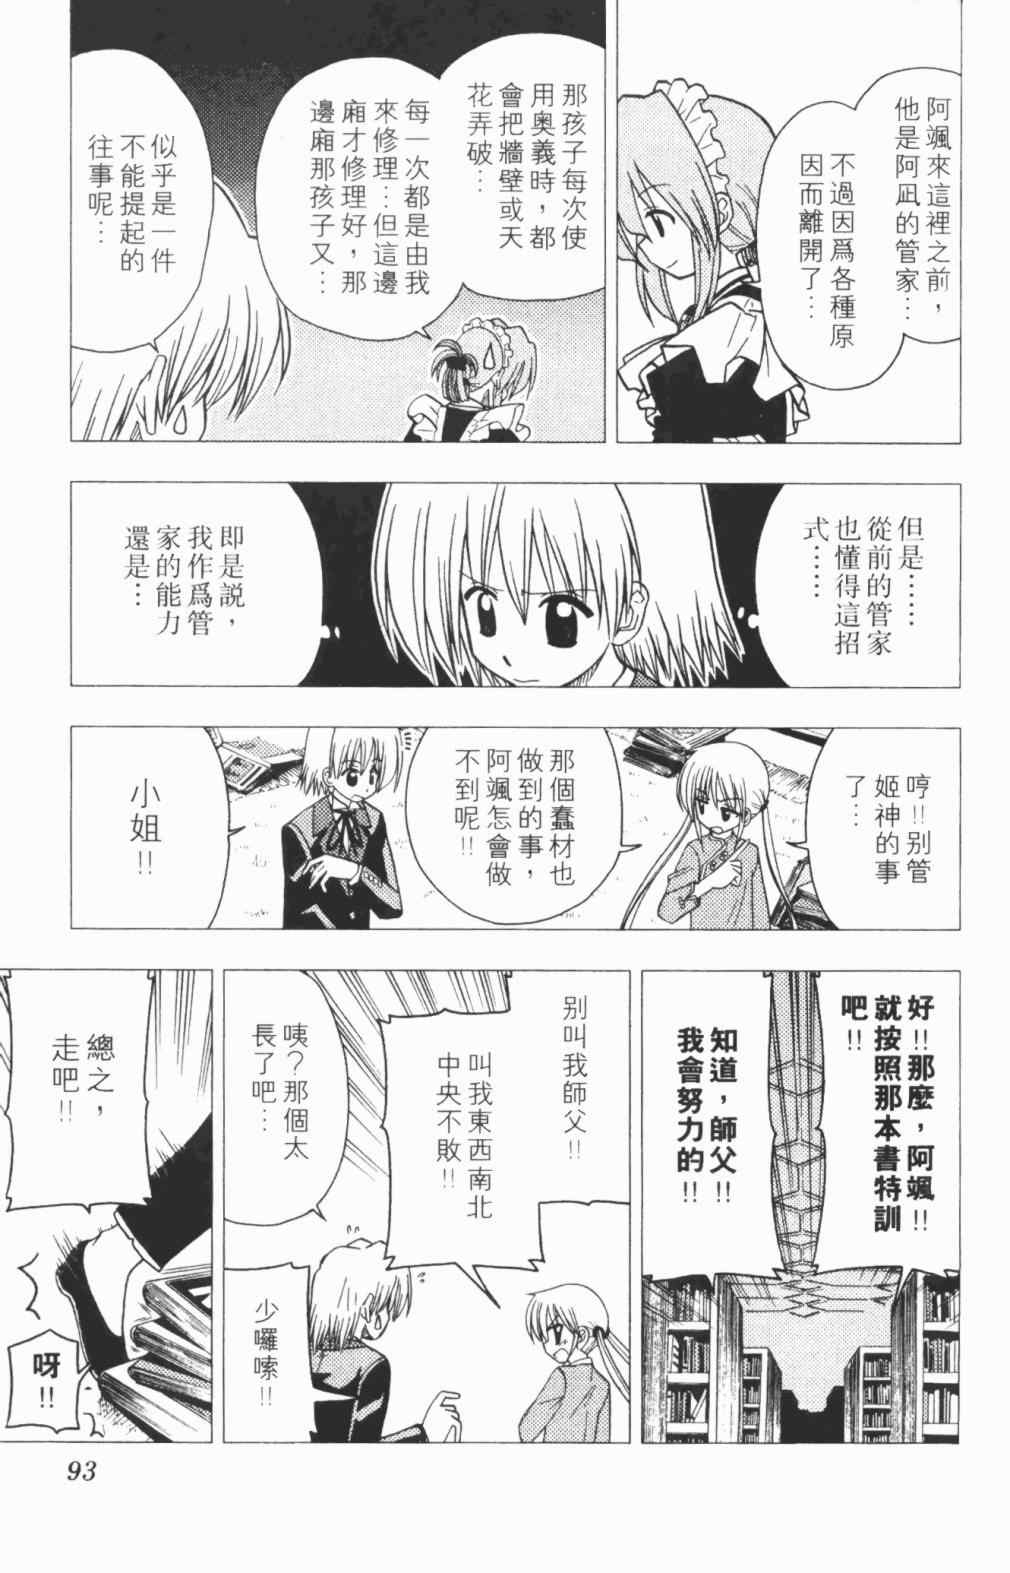 阿颯來這裡之前，
他是阿凪的管家…
不過因爲各種原
因而離開了…
那孩子每次使
用奧義時，都
會把牆壁或天
花弄破…
每一次都是由我
來修理…但這邊
廂才修理好，那
邊廂那孩子又…
似乎是一件
不能提起的
往事呢…
但是……
從前的管家
也懂得這招
式……
即是説，
我作爲管
家的能力
還是…
哼!!別管
姬神的事
了…
那個蠢材也
做到的事，
阿颯怎會做
不到呢!!
小姐!!
好!!那麼，阿颯!!
就按照那本書特訓
吧!!
知道，師父!!
我會努力的!!
別叫我師父!!
叫我東西南北
中央不敗!!
咦？那個太
長了吧…
少囉嗦!!
總之，
走吧!!
呀!!
93